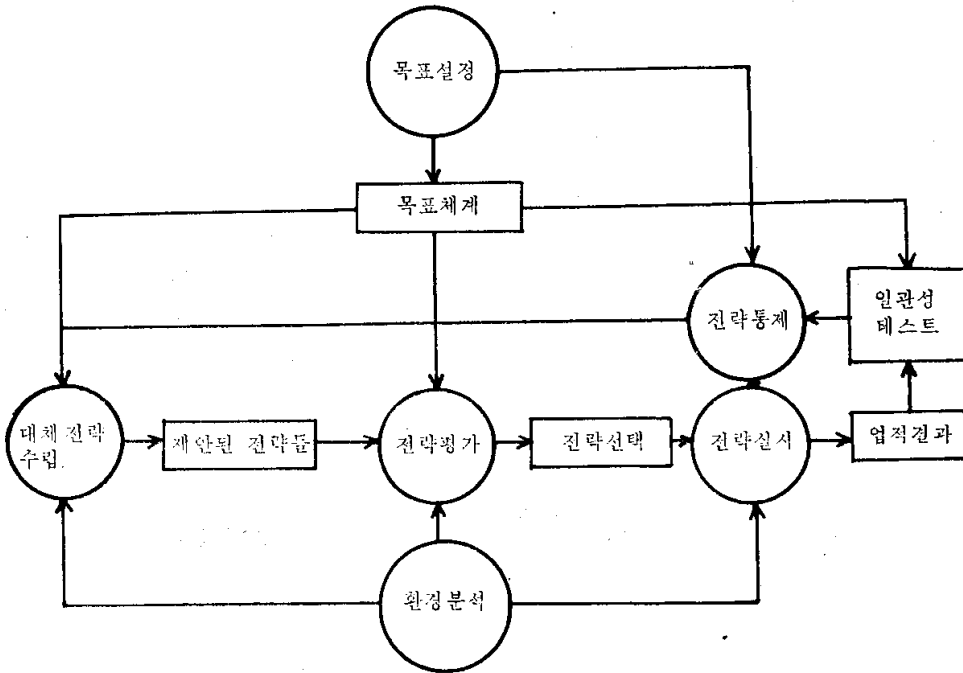 목표설정
목표체계
일관성
테스트
전략통제
대체 전략
수립
제안된 전략들
전략평가
전략선택
전략실시
업적결과
환경분석